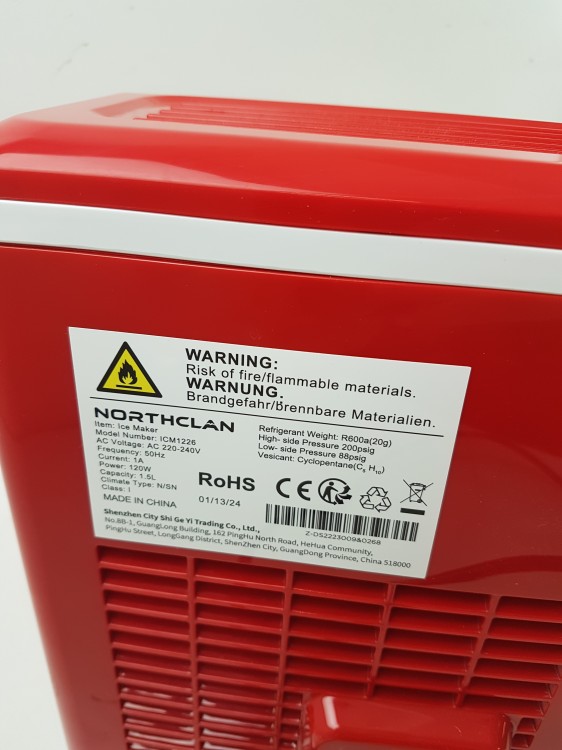 WARNING:
Risk of fire/flammable materials.
WARNUNG.
Brandgefahr/brennbare Materialien.
NORTHCLAN
Item: Ice Maker
Model Number: ICM1226
AC Voltage: AC 220-240V
Frequency: 50Hz
Current: 1A
Power: 120W
Capacity: 1.5L
Climate Type: N/SN
Class: I
MADE IN CHINA
Refrigerant Weight: R600a(20g)
High- side Pressure 200psig
Low- side Pressure 88psig
Vesicant: Cyclopentane(C₅ H₁₀)
RoHS
01/13/24
CE
Z-DS2223009&0268
Shenzhen City Shi Ge Yi Trading Co., Ltd.,
No.8B-1, GuangLong Building, 162 PingHu North Road, HeHua Community,
PingHu Street, LongGang District, ShenZhen City, GuangDong Province, China 518000